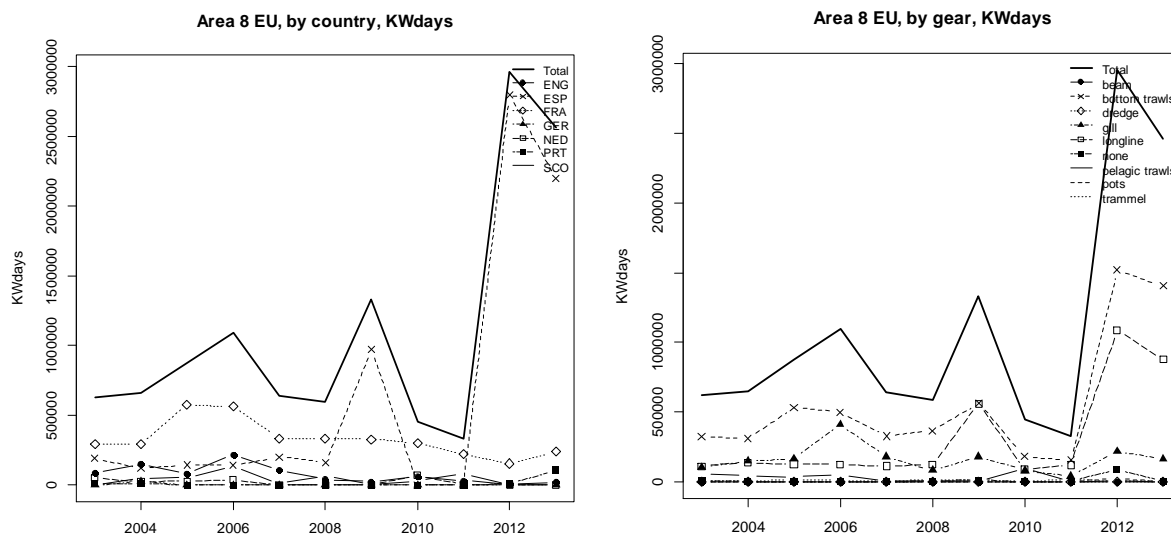 Area 8 EU, by country, KWdays
KWdays
3000000
2500000
2000000
1500000
1000000
500000
0
2004
2006
2008
2010
2012
Total
ENG
ESP
FRA
GER
NED
PRT
SCO
Area 8 EU, by gear, KWdays
KWdays
3000000
2000000
1000000
500000
0
2004
2006
2008
2010
2012
Total
beam
bottom trawls
dredge
gill
longline
none
pelagic trawls
pots
trammel